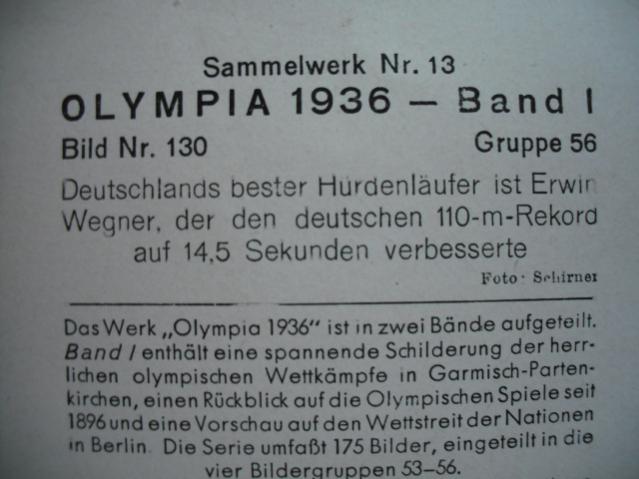 Sammelwerk Nr. 13
OLYMPIA 1936 – Band I
Bild Nr. 130 Gruppe 56
Deutschlands bester Hürdenläufer ist Erwin
Wegner, der den deutschen 110-m-Rekord
auf 14,5 Sekunden verbesserte
Foto: Schirner
Das Werk „Olympia 1936“ ist in zwei Bände aufgeteilt.
Band I enthält eine spannende Schilderung der herr-
lichen olympischen Wettkämpfe in Garmisch-Parten-
kirchen, einen Rückblick auf die Olympischen Spiele seit
1896 und eine Vorschau auf den Wettstreit der Nationen
in Berlin. Die Serie umfaßt 175 Bilder, eingeteilt in die
vier Bildergruppen 53–56.